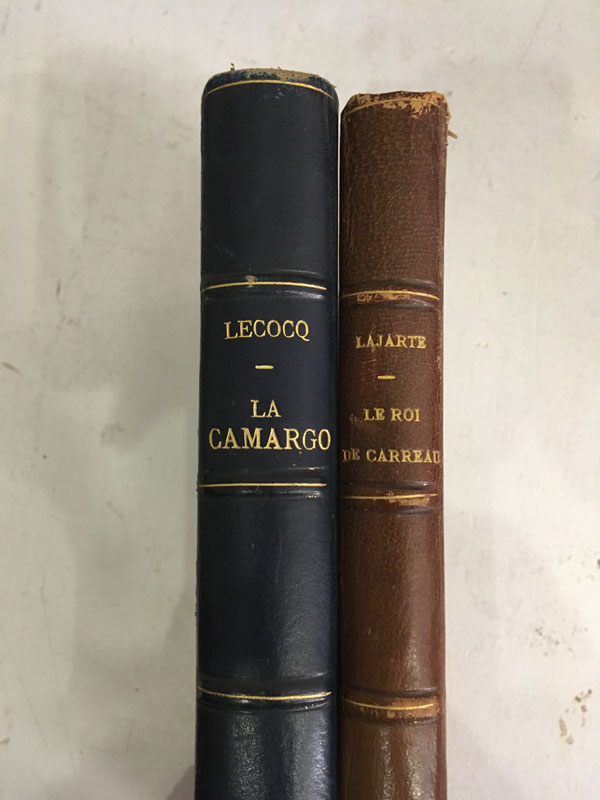 LECOCQ
LA
CAMARGO
LAJARTE
LE ROI
DE CARREAU